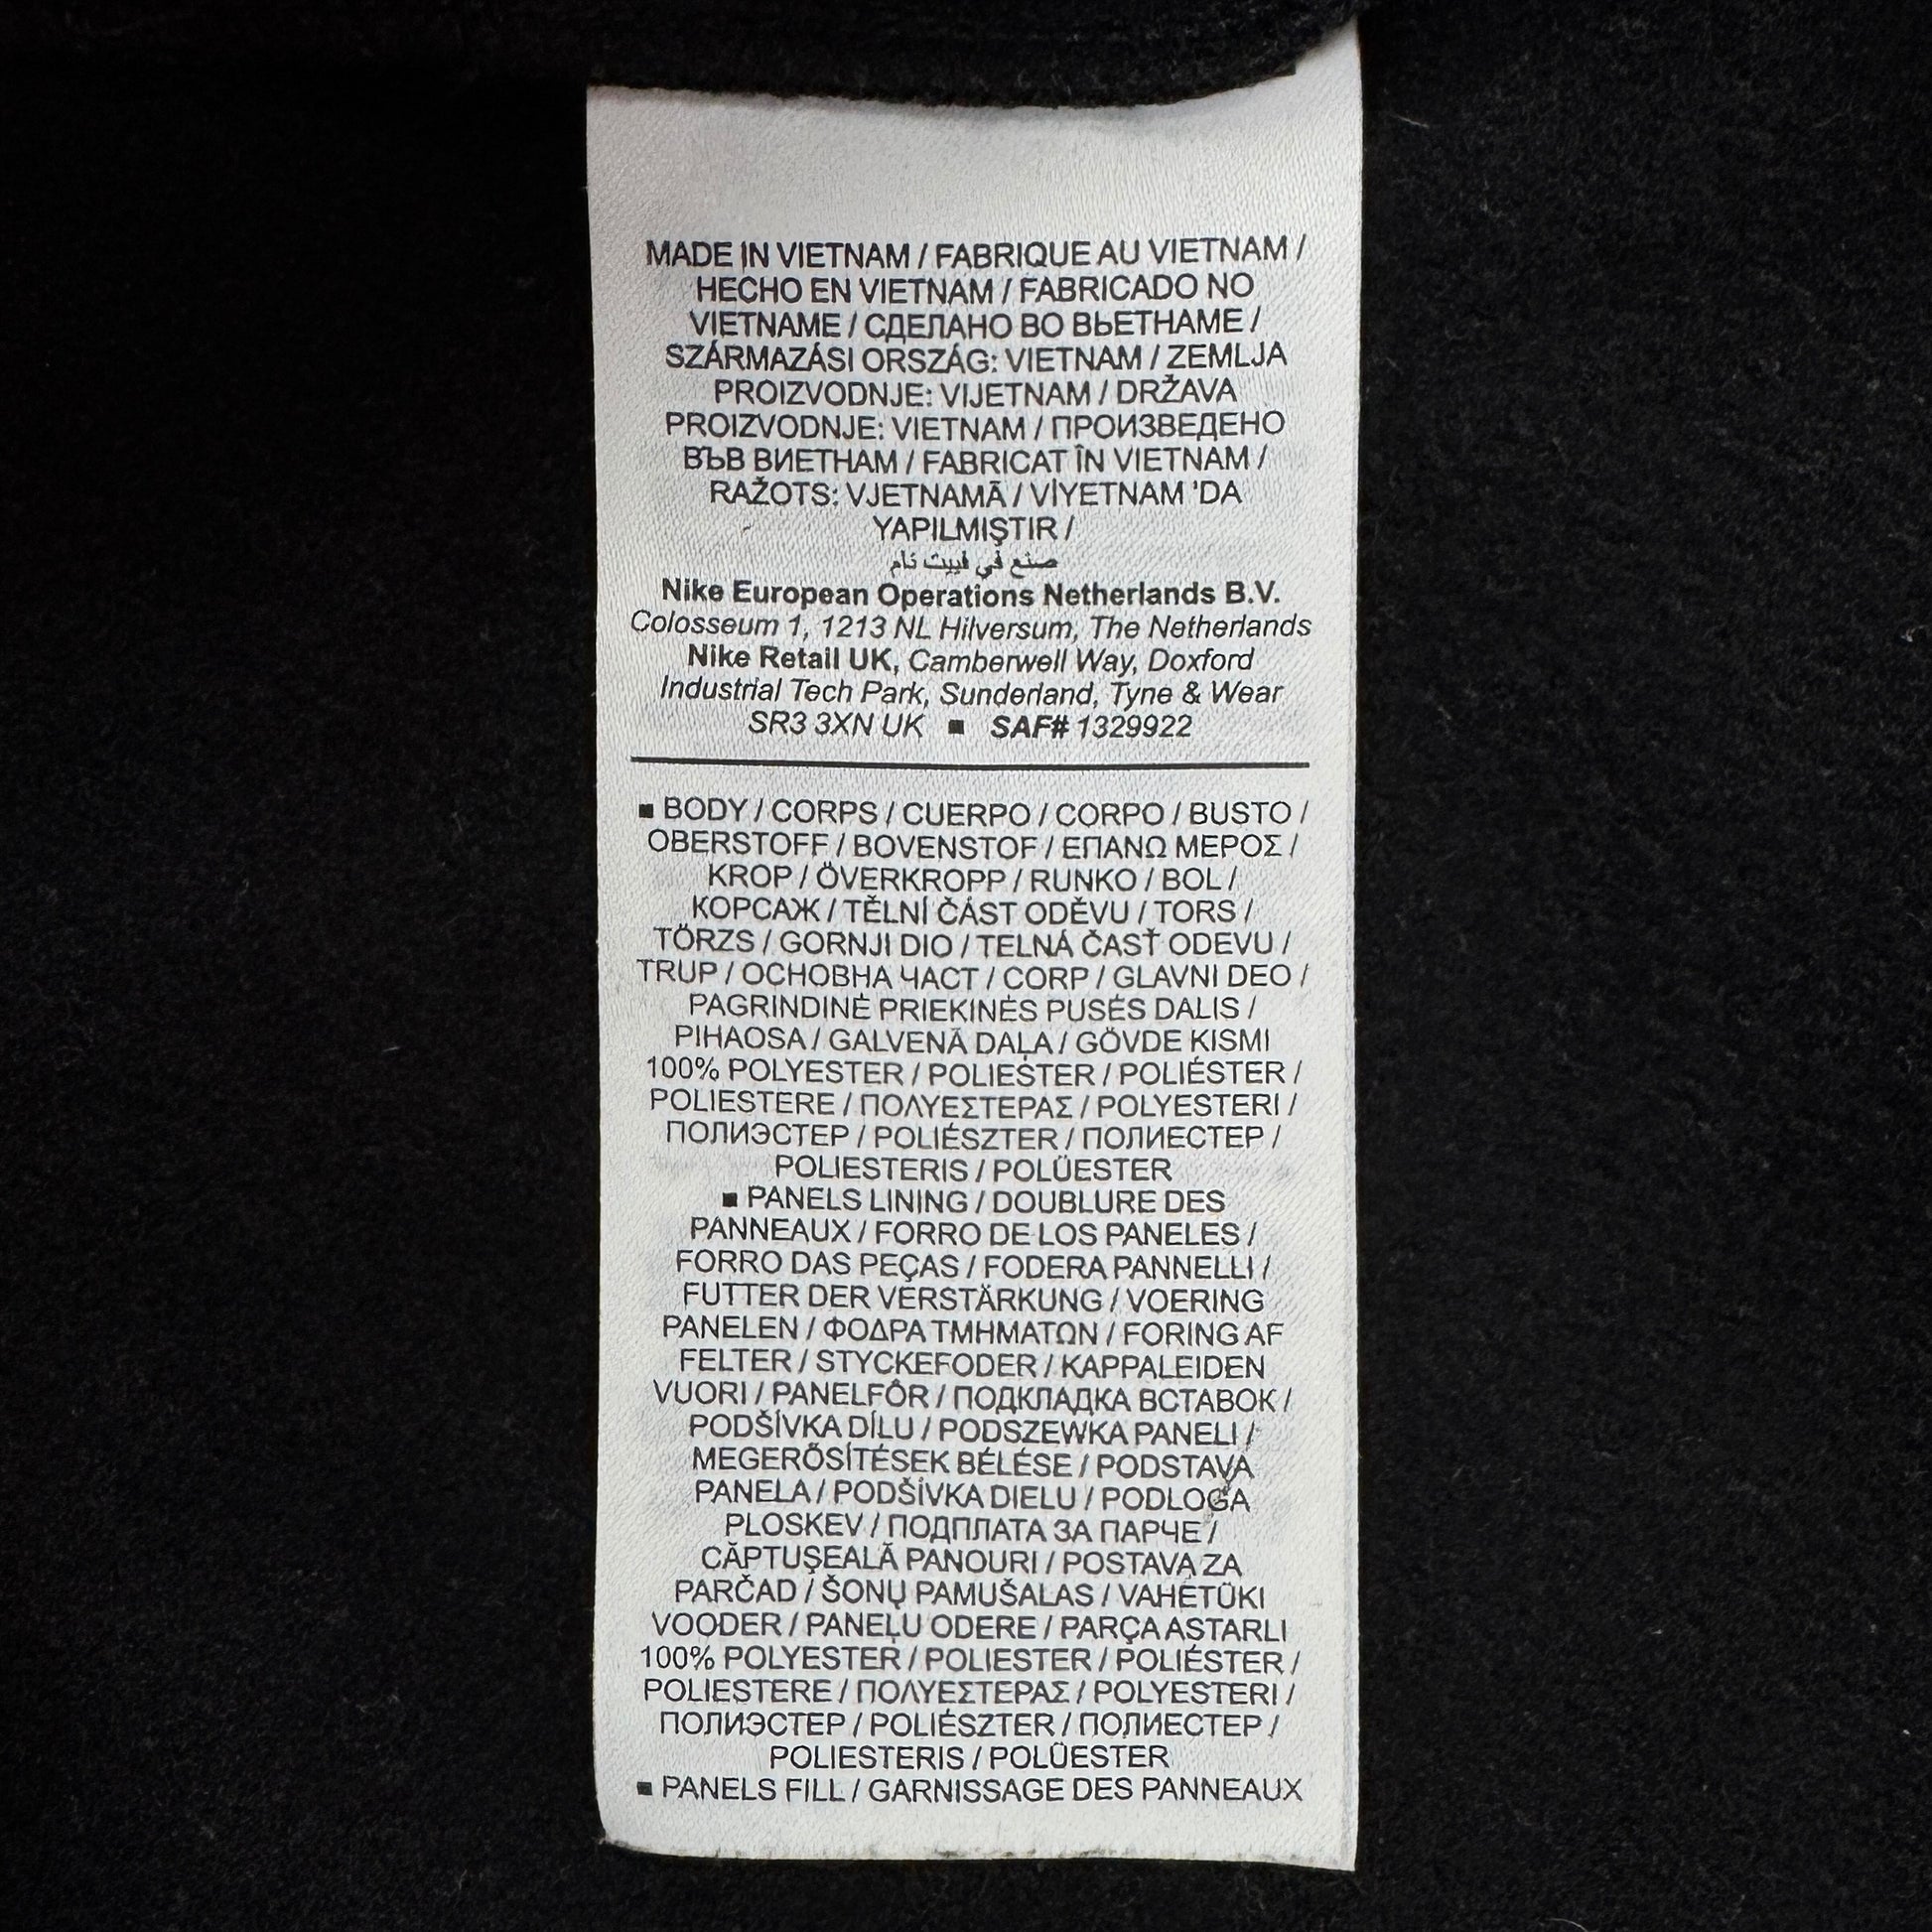 MADE IN VIETNAM / FABRIQUE AU VIETNAM /
HECHO EN VIETNAM / FABRICADO NO
VIETNAME / СДЕЛАНО ВО ВЬЕТНАМЕ /
SZÁRMAZÁSI ORSZÁG: VIETNAM / ZEMLJA
PROIZVODNJE: VIJETNAM / DRŽAVA
PROIZVODNJE: VIETNAM / ПРОИЗВЕДЕНО
ВЪВ ВИЕТНАМ / FABRICAT ÎN VIETNAM /
RAŽOTS: VJETNAMĀ / VİYETNAM 'DA
YAPILMIŞTIR /
صنع في فييت نام
Nike European Operations Netherlands B.V.
Colosseum 1, 1213 NL Hilversum, The Netherlands
Nike Retail UK, Camberwell Way, Doxford
Industrial Tech Park, Sunderland, Tyne & Wear
SR3 3XN UK ■ SAF# 1329922
■ BODY / CORPS / CUERPO / CORPO / BUSTO /
OBERSTOFF / BOVENSTOF / ΕΠΑΝΩ ΜΕΡΟΣ /
KROP / ÖVERKROPP / RUNKO / BOL /
КОРСАЖ / TĚLNÍ ČÁST ODĚVU / TORS /
TÖRZS / GORNJI DIO / TELNÁ ČASŤ ODEVU /
TRUP / ОСНОВНА ЧАСТ / CORP / GLAVNI DEO /
PAGRINDINĖ PRIEKINĖS PUSĖS DALIS /
PIHAOSA / GALVENĀ DAĻA / GÖVDE KISMI
100% POLYESTER / POLIESTER / POLIÉSTER /
POLIESTERE / ΠΟΛΥΕΣΤΕΡΑΣ / POLYESTERI /
ПОЛИЭСТЕР / POLIÉSZTER / ПОЛИЕСТЕР /
POLIESTERIS / POLÜESTER
■ PANELS LINING / DOUBLURE DES
PANNEAUX / FORRO DE LOS PANELES /
FORRO DAS PEÇAS / FODERA PANNELLI /
FUTTER DER VERSTÄRKUNG / VOERING
PANELEN / ΦΟΔΡΑ ΤΜΗΜΑΤΩΝ / FORING AF
FELTER / STYCKEFODER / KAPPALEIDEN
VUORI / PANELFÔR / ПОДКЛАДКА ВСТАВОК /
PODŠÍVKA DÍLU / PODSZEWKA PANELI /
MEGERŐSÍTÉSEK BÉLÉSE / PODSTAVA
PANELA / PODŠÍVKA DIELU / PODLOGA
PLOSKEV / ПОДПЛАТА ЗА ПАРЧЕ /
CĂPTUŞEALĂ PANOURI / POSTAVA ZA
PARČAD / ŠONŲ PAMUŠALAS / VAHETÜKI
VOODER / PANEĻU ODERE / PARÇA ASTARLI
100% POLYESTER / POLIESTER / POLIÉSTER /
POLIESTERE / ΠΟΛΥΕΣΤΕΡΑΣ / POLYESTERI /
ПОЛИЭСТЕР / POLIÉSZTER / ПОЛИЕСТЕР /
POLIESTERIS / POLÜESTER
■ PANELS FILL / GARNISSAGE DES PANNEAUX